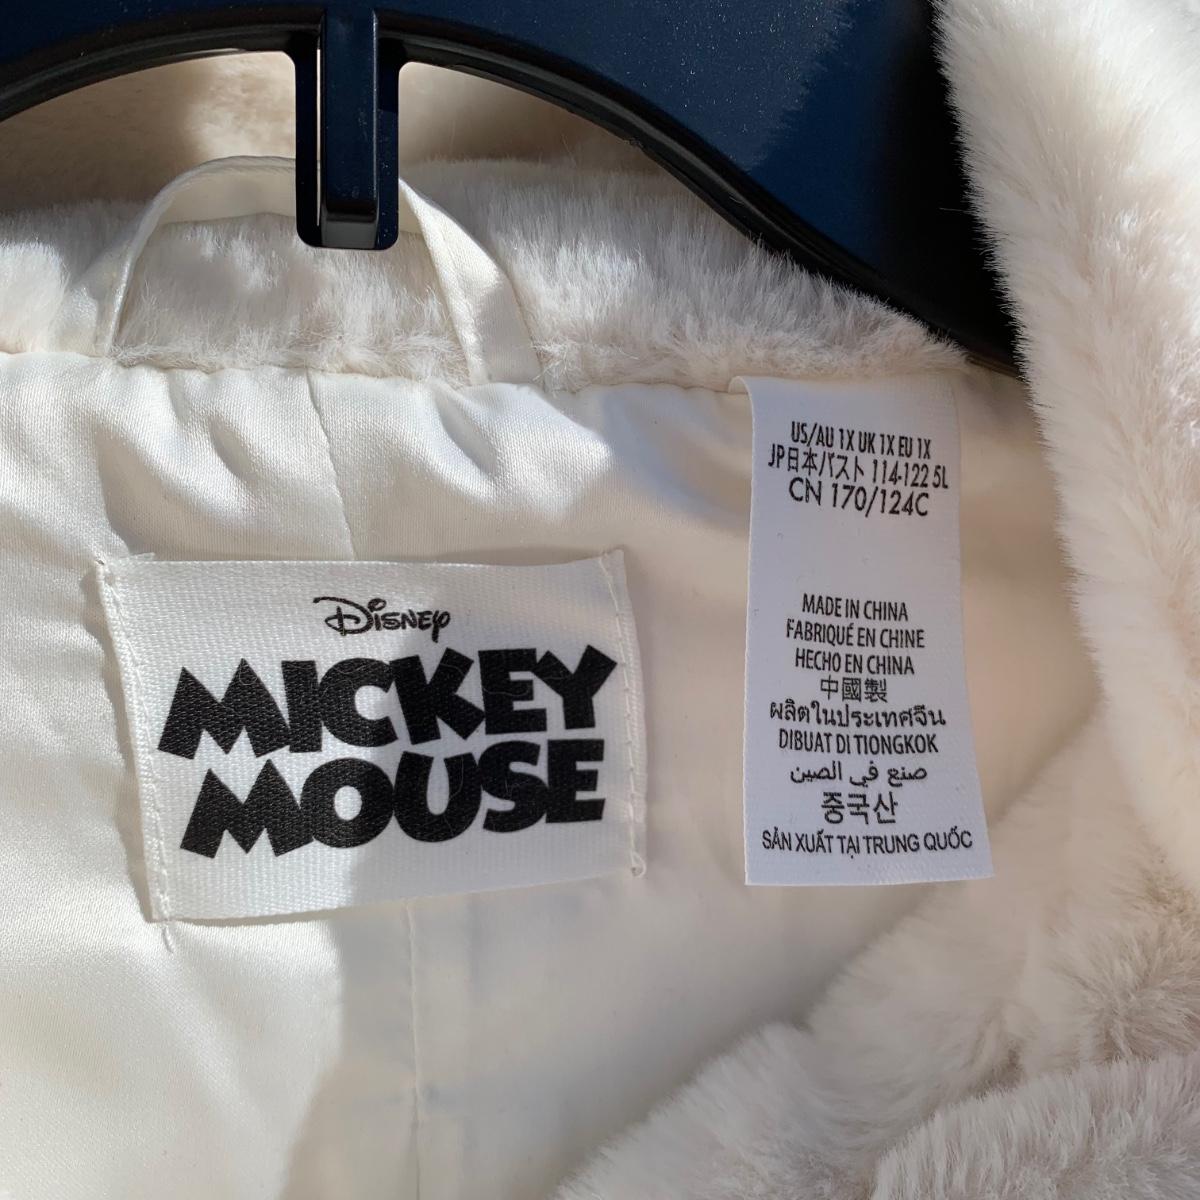 Disney
MICKEY
MOUSE
US/AU 1X UK 1X EU 1X
JP日本バスト 114-122 5L
CN 170/124C
MADE IN CHINA
FABRIQUÉ EN CHINE
HECHO EN CHINA
中國製
ผลิตในประเทศจีน
DIBUAT DI TIONGKOK
صنع في الصين
중국산
SẢN XUẤT TẠI TRUNG QUỐC